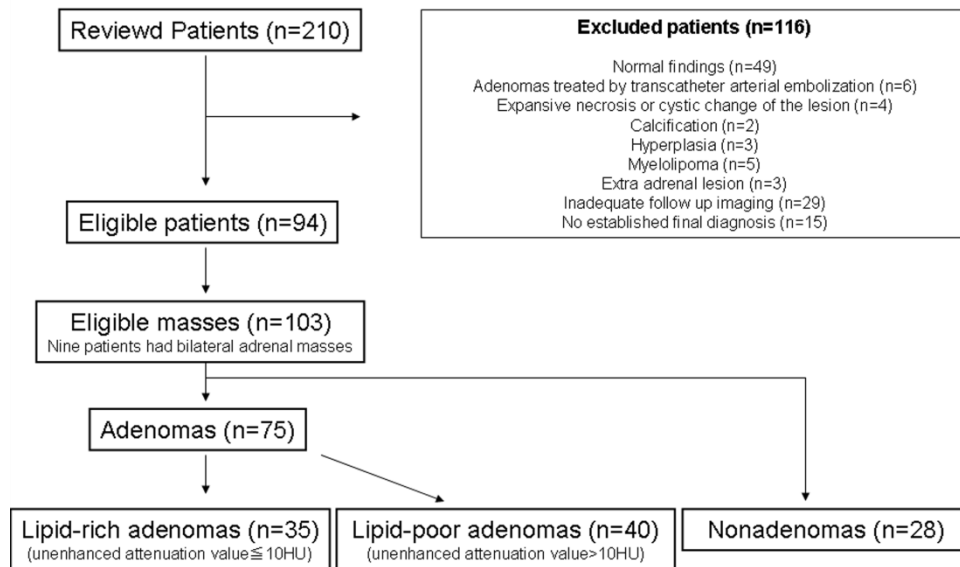 Reviewd Patients (n=210)
Excluded patients (n=116)
Normal findings (n=49)
Adenomas treated by transcatheter arterial embolization (n=6)
Expansive necrosis or cystic change of the lesion (n=4)
Calcification (n=2)
Hyperplasia (n=3)
Myelolipoma (n=5)
Extra adrenal lesion (n=3)
Inadequate follow up imaging (n=29)
No established final diagnosis (n=15)
Eligible patients (n=94)
Eligible masses (n=103)
Nine patients had bilateral adrenal masses
Adenomas (n=75)
Lipid-rich adenomas (n=35)
(unenhanced attenuation value≦10HU)
Lipid-poor adenomas (n=40)
(unenhanced attenuation value>10HU)
Nonadenomas (n=28)